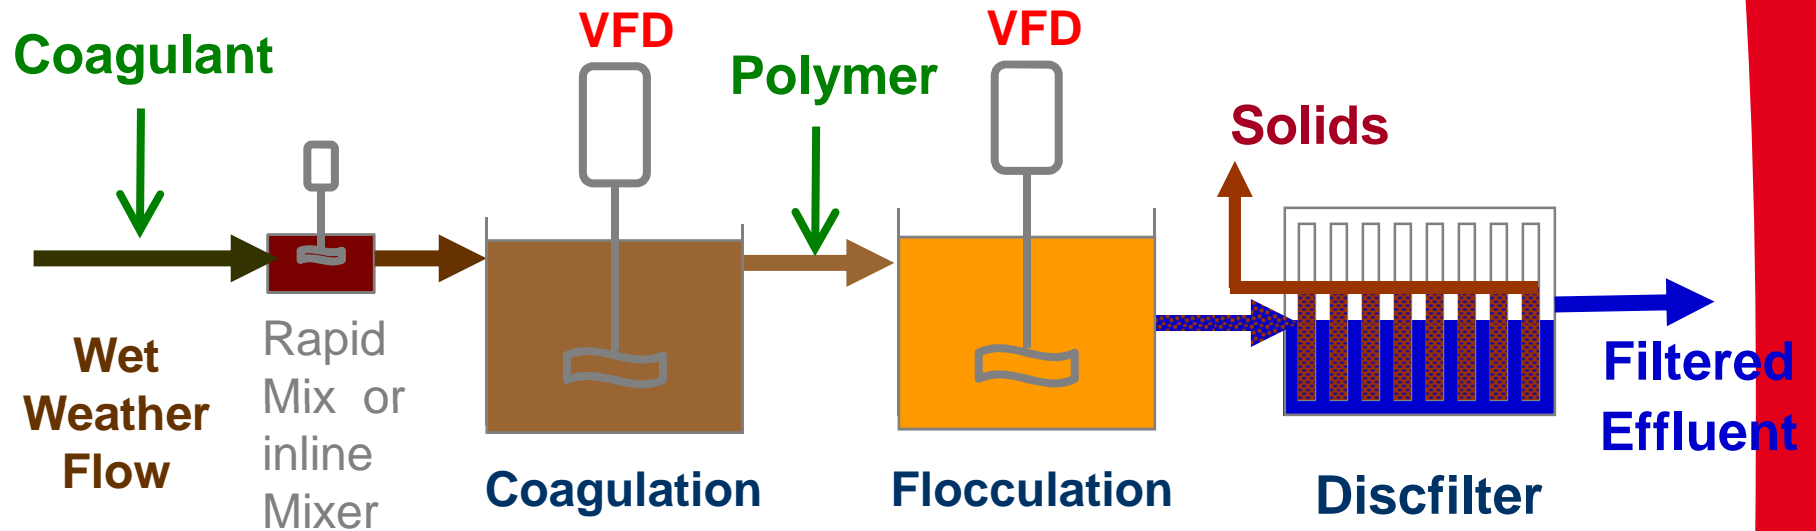 Coagulant
VFD
Polymer
VFD
Solids
Wet
Weather
Flow
Rapid
Mix or
inline
Mixer
Coagulation
Flocculation
Discfilter
Filtered
Effluent